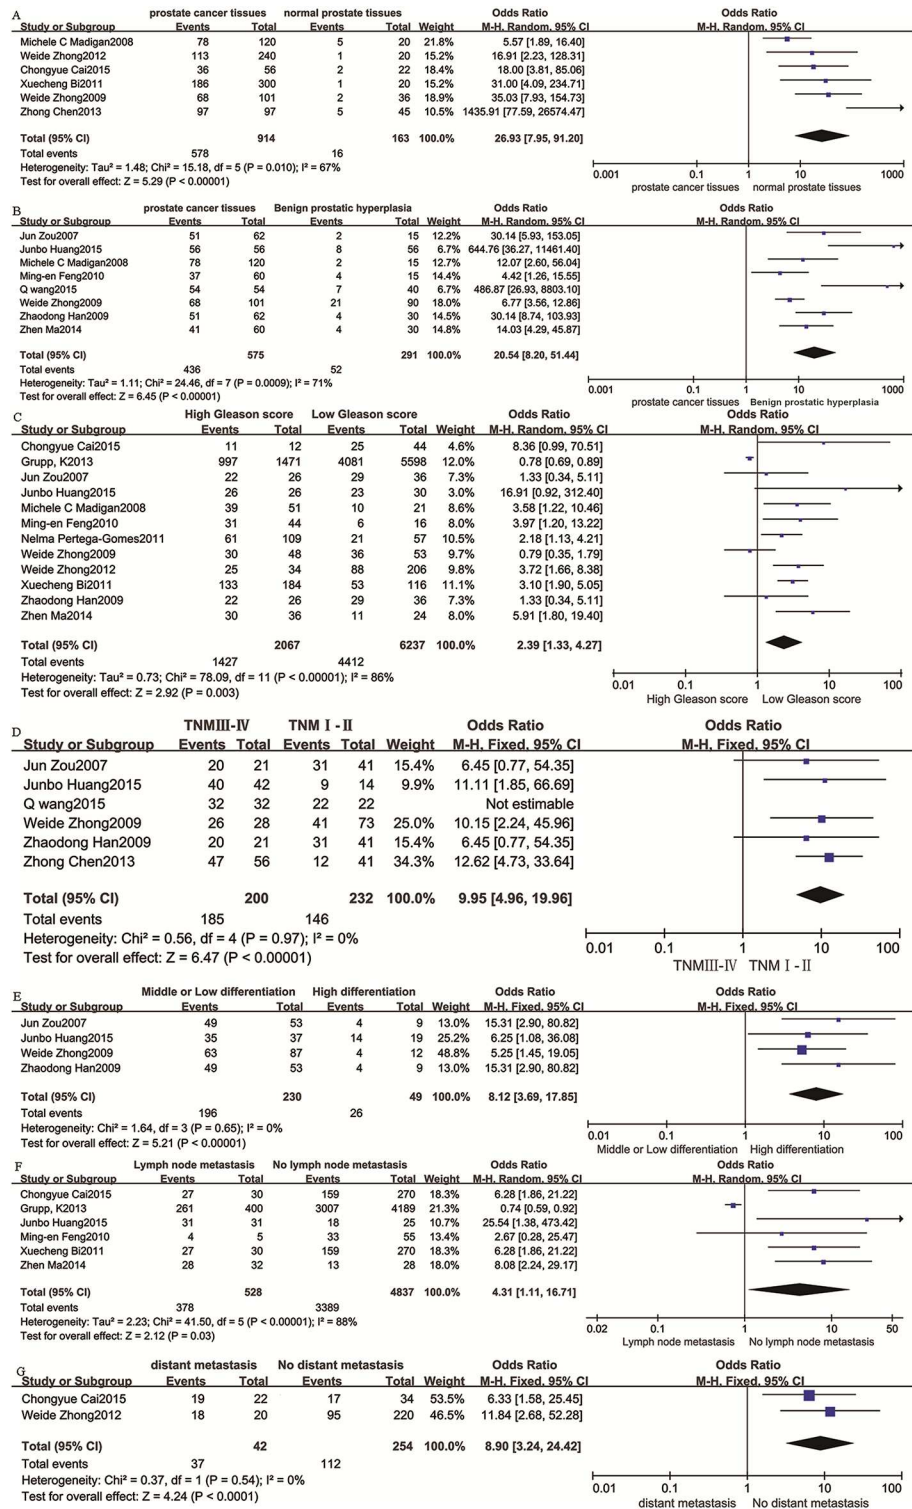 A
prostate cancer tissues normal prostate tissues Odds Ratio Odds Ratio
Study or Subgroup Events Total Events Total Weight M-H, Random, 95% CI M-H, Random, 95% CI
Michele C Madigan2008 78 120 5 20 21.8% 5.57 [1.89, 16.40]
Weide Zhong2012 113 240 1 20 15.2% 16.91 [2.23, 128.31]
Chongyue Cai2015 36 56 2 22 18.4% 18.00 [3.81, 85.06]
Xuecheng Bi2011 186 300 1 20 15.2% 31.00 [4.09, 234.71]
Weide Zhong2009 68 101 2 36 18.9% 35.03 [7.93, 154.73]
Zhong Chen2013 97 97 5 45 10.5% 1435.91 [77.59, 26574.47]
Total (95% CI) 914 163 100.0% 26.93 [7.95, 91.20]
Total events 578 16
Heterogeneity: Tau² = 1.48; Chi² = 15.18, df = 5 (P = 0.010); I² = 67%
Test for overall effect: Z = 5.29 (P < 0.00001)
0.001 0.1 1 10 1000
prostate cancer tissues normal prostate tissues
B
prostate cancer tissues Benign prostatic hyperplasia Odds Ratio Odds Ratio
Study or Subgroup Events Total Events Total Weight M-H, Random, 95% CI M-H, Random, 95% CI
Jun Zou2007 51 62 2 15 12.2% 30.14 [5.93, 153.05]
Junbo Huang2015 56 56 8 56 6.7% 644.76 [36.27, 11461.40]
Michele C Madigan2008 78 120 2 15 12.7% 12.07 [2.60, 56.04]
Ming-en Feng2010 37 60 4 15 14.4% 4.42 [1.26, 15.55]
Q wang2015 54 54 7 40 6.7% 486.87 [26.93, 8803.10]
Weide Zhong2009 68 101 21 90 18.0% 6.77 [3.56, 12.86]
Zhaodong Han2009 51 62 4 30 14.5% 30.14 [8.74, 103.93]
Zhen Ma2014 41 60 4 30 14.8% 14.03 [4.29, 45.87]
Total (95% CI) 575 291 100.0% 20.54 [8.20, 51.44]
Total events 436 52
Heterogeneity: Tau² = 1.11; Chi² = 24.46, df = 7 (P = 0.0009); I² = 71%
Test for overall effect: Z = 6.45 (P < 0.00001)
0.001 0.1 1 10 1000
prostate cancer tissues Benign prostatic hyperplasia
C
High Gleason score Low Gleason score Odds Ratio Odds Ratio
Study or Subgroup Events Total Events Total Weight M-H, Random, 95% CI M-H, Random, 95% CI
Chongyue Cai2015 11 12 25 44 4.6% 8.36 [0.99, 70.51]
Grupp, K2013 997 1471 4081 5598 12.0% 0.78 [0.69, 0.89]
Jun Zou2007 22 26 29 36 7.3% 1.33 [0.34, 5.11]
Junbo Huang2015 26 26 23 30 3.0% 16.91 [0.92, 312.40]
Michele C Madigan2008 39 51 10 21 8.9% 3.58 [1.22, 10.46]
Ming-en Feng2010 31 44 6 16 8.0% 3.97 [1.20, 13.22]
Nelma Pertega-Gomes2011 61 109 21 57 10.5% 2.18 [1.13, 4.21]
Weide Zhong2009 30 48 36 53 9.7% 0.79 [0.35, 1.79]
Weide Zhong2012 25 34 88 206 9.8% 3.72 [1.66, 8.38]
Xuecheng Bi2011 133 184 53 116 11.1% 3.10 [1.90, 5.05]
Zhaodong Han2009 22 26 29 36 7.3% 1.33 [0.34, 5.11]
Zhen Ma2014 30 36 11 24 8.0% 5.91 [1.80, 19.40]
Total (95% CI) 2067 6237 100.0% 2.39 [1.33, 4.27]
Total events 1427 4412
Heterogeneity: Tau² = 0.73; Chi² = 78.09, df = 11 (P < 0.00001); I² = 86%
Test for overall effect: Z = 2.92 (P = 0.003)
0.01 0.1 1 10 100
High Gleason score Low Gleason score
D
TNMⅢ-Ⅳ TNM Ⅰ - Ⅱ Odds Ratio Odds Ratio
Study or Subgroup Events Total Events Total Weight M-H, Fixed, 95% CI M-H, Fixed, 95% CI
Jun Zou2007 20 21 31 41 15.4% 6.45 [0.77, 54.35]
Junbo Huang2015 40 42 9 14 9.9% 11.11 [1.85, 66.69]
Q wang2015 32 32 22 22 Not estimable
Weide Zhong2009 26 28 41 73 25.0% 10.15 [2.24, 45.96]
Zhaodong Han2009 20 21 31 41 15.4% 6.45 [0.77, 54.35]
Zhong Chen2013 47 56 12 41 34.3% 12.62 [4.73, 33.64]
Total (95% CI) 200 232 100.0% 9.95 [4.96, 19.96]
Total events 185 146
Heterogeneity: Chi² = 0.56, df = 4 (P = 0.97); I² = 0%
Test for overall effect: Z = 6.47 (P < 0.00001)
0.01 0.1 1 10 100
TNMⅢ-Ⅳ TNM Ⅰ - Ⅱ
E
Middle or Low differentiation High differentiation Odds Ratio Odds Ratio
Study or Subgroup Events Total Events Total Weight M-H, Fixed, 95% CI M-H, Fixed, 95% CI
Jun Zou2007 49 53 4 9 13.0% 15.31 [2.90, 80.82]
Junbo Huang2015 35 37 14 19 25.2% 6.25 [1.08, 36.08]
Weide Zhong2009 63 87 4 12 48.8% 5.25 [1.45, 19.05]
Zhaodong Han2009 49 53 4 9 13.0% 15.31 [2.90, 80.82]
Total (95% CI) 230 49 100.0% 8.12 [3.69, 17.85]
Total events 196 26
Heterogeneity: Chi² = 1.64, df = 3 (P = 0.65); I² = 0%
Test for overall effect: Z = 5.21 (P < 0.00001)
0.01 0.1 1 10 100
Middle or Low differentiation High differentiation
F
Lymph node metastasis No lymph node metastasis Odds Ratio Odds Ratio
Study or Subgroup Events Total Events Total Weight M-H, Random, 95% CI M-H, Random, 95% CI
Chongyue Cai2015 27 30 159 270 18.3% 6.28 [1.86, 21.22]
Grupp, K2013 261 400 3007 4189 21.3% 0.74 [0.59, 0.92]
Junbo Huang2015 31 31 18 25 10.7% 25.54 [1.38, 473.42]
Ming-en Feng2010 4 5 33 55 13.4% 2.67 [0.28, 25.47]
Xuecheng Bi2011 27 30 159 270 18.3% 6.28 [1.86, 21.22]
Zhen Ma2014 28 32 13 28 18.0% 8.08 [2.24, 29.17]
Total (95% CI) 528 4837 100.0% 4.31 [1.11, 16.71]
Total events 378 3389
Heterogeneity: Tau² = 2.23; Chi² = 41.50, df = 5 (P < 0.00001); I² = 88%
Test for overall effect: Z = 2.12 (P = 0.03)
0.02 0.1 1 10 50
Lymph node metastasis No lymph node metastasis
G
distant metastasis No distant metastasis Odds Ratio Odds Ratio
Study or Subgroup Events Total Events Total Weight M-H, Fixed, 95% CI M-H, Fixed, 95% CI
Chongyue Cai2015 19 22 17 34 53.5% 6.33 [1.58, 25.45]
Weide Zhong2012 18 20 95 220 46.5% 11.84 [2.68, 52.28]
Total (95% CI) 42 254 100.0% 8.90 [3.24, 24.42]
Total events 37 112
Heterogeneity: Chi² = 0.37, df = 1 (P = 0.54); I² = 0%
Test for overall effect: Z = 4.24 (P < 0.0001)
0.01 0.1 1 10 100
distant metastasis No distant metastasis